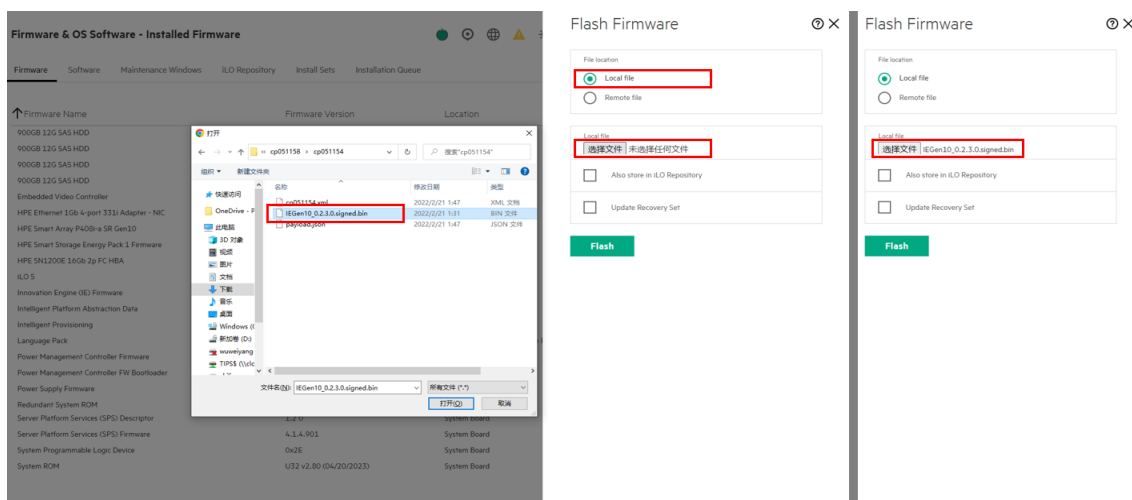 Firmware & OS Software - Installed Firmware
Firmware Software Maintenance Windows iLO Repository Install Sets Installation Queue
Firmware Name Firmware Version Location
900GB 12G SAS HDD
900GB 12G SAS HDD
900GB 12G SAS HDD
900GB 12G SAS HDD
Embedded Video Controller
HPE Ethernet 1Gb 4-port 331i Adapter - NIC
HPE Smart Array P408i-a SR Gen10
HPE Smart Storage Energy Pack 1 Firmware
HPE SN1200E 16Gb 2p FC HBA
iLO 5
Innovation Engine (IE) Firmware
Intelligent Platform Abstraction Data
Intelligent Provisioning
Language Pack
Power Management Controller Firmware
Power Management Controller FW Bootloader
Power Supply Firmware
Redundant System ROM
Server Platform Services (SPS) Descriptor 1.2 0 System Board
Server Platform Services (SPS) Firmware 4.1.4.901 System Board
System Programmable Logic Device 0x2E System Board
System ROM U32 v2.80 (04/20/2023) System Board
打开
« cp051158 › cp051154
搜索"cp051154"
组织 新建文件夹
快速访问
OneDrive - P
此电脑
3D 对象
视频
图片
文档
下载
音乐
桌面
Windows (C
新加卷 (D:)
wuweiyang
TIPS$ (\\clc
名称 修改日期 类型
cp051154.xml 2022/2/21 1:47 XML 文档
IEGen10_0.2.3.0.signed.bin 2022/2/21 1:31 BIN 文件
payload.json 2022/2/21 1:47 JSON 文件
文件名(N): IEGen10_0.2.3.0.signed.bin 所有文件 (*.*)
打开(O) 取消
Flash Firmware
File location
Local file
Remote file
Local file
选择文件 未选择任何文件
Also store in iLO Repository
Update Recovery Set
Flash
Flash Firmware
File location
Local file
Remote file
Local file
选择文件 IEGen10_0.2.3.0.signed.bin
Also store in iLO Repository
Update Recovery Set
Flash